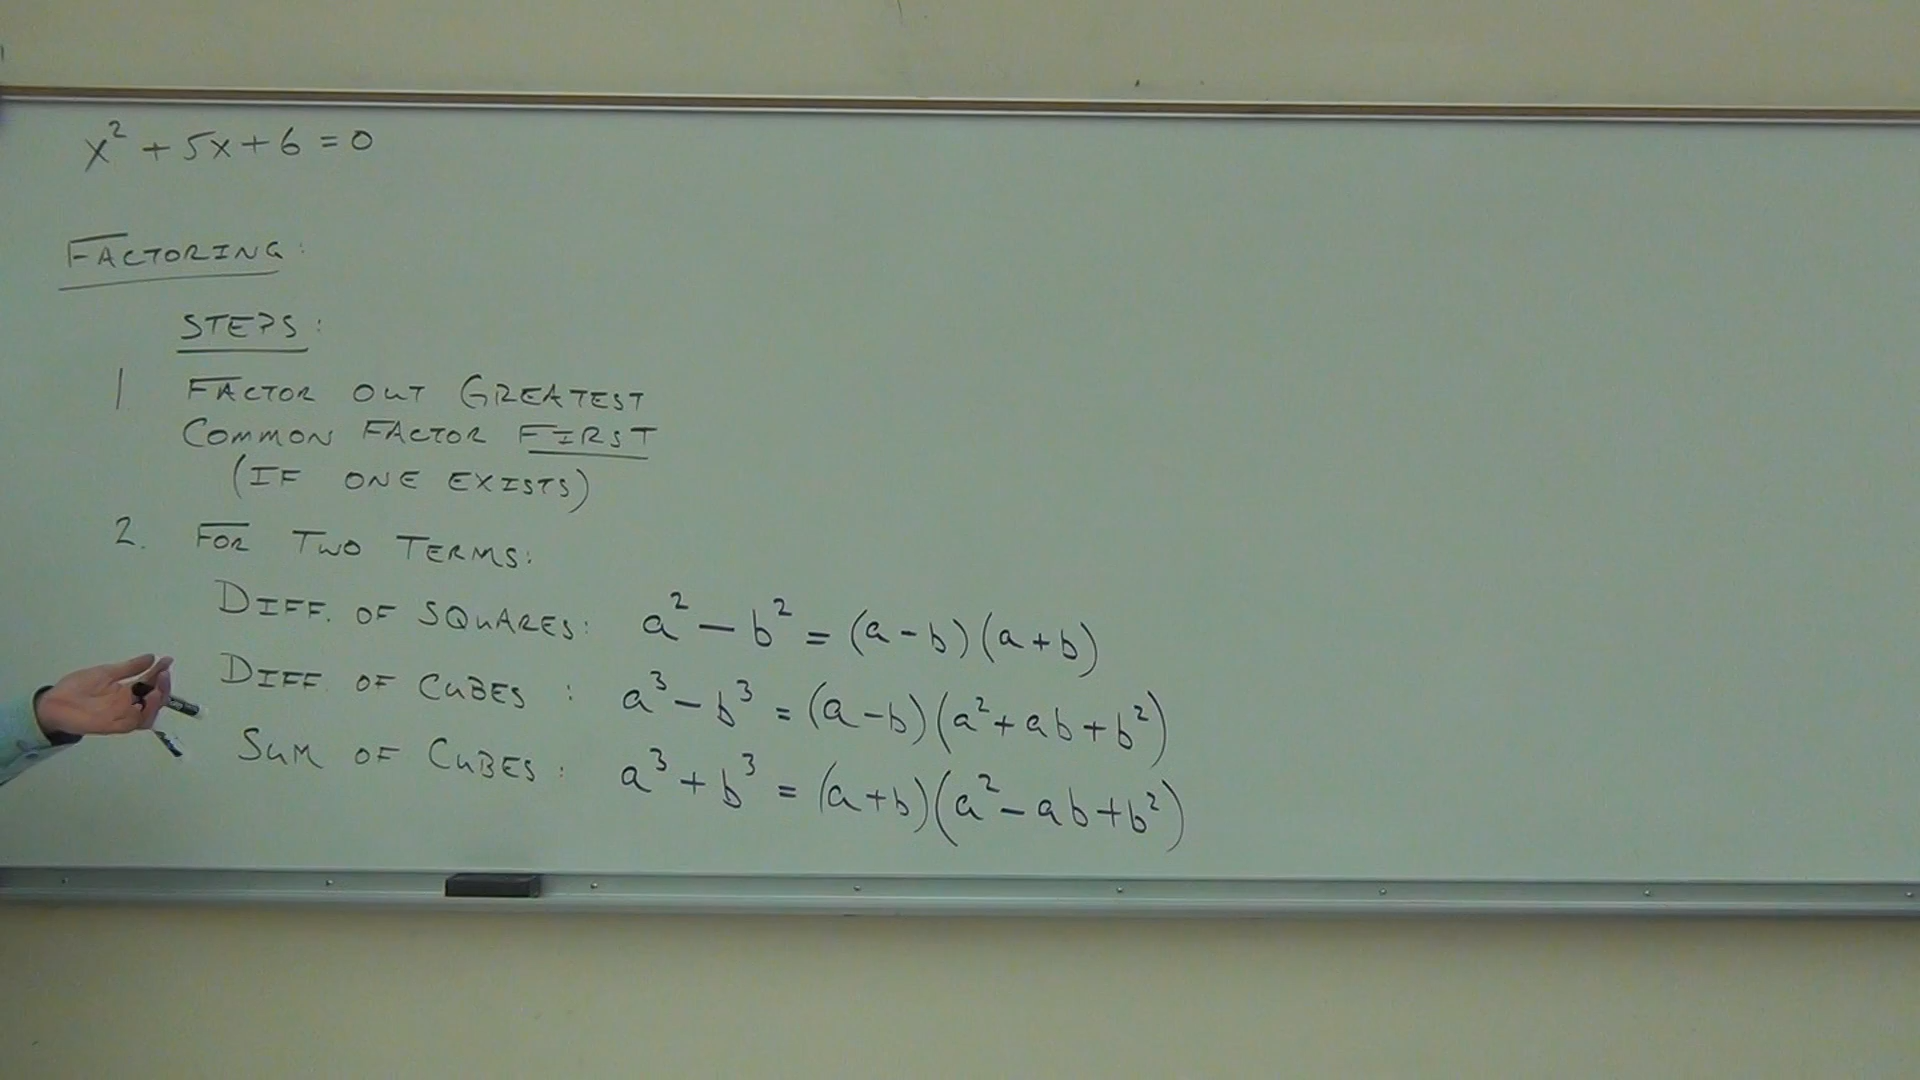 x² + 5x + 6 = 0
FACTORING:
STEPS:
1 FACTOR OUT GREATEST
COMMON FACTOR FIRST
(IF ONE EXISTS)
2. FOR TWO TERMS:
DIFF. OF SQUARES: a² − b² = (a − b)(a + b)
DIFF. OF CUBES : a³ − b³ = (a − b)(a² + ab + b²)
SUM OF CUBES : a³ + b³ = (a + b)(a² − ab + b²)